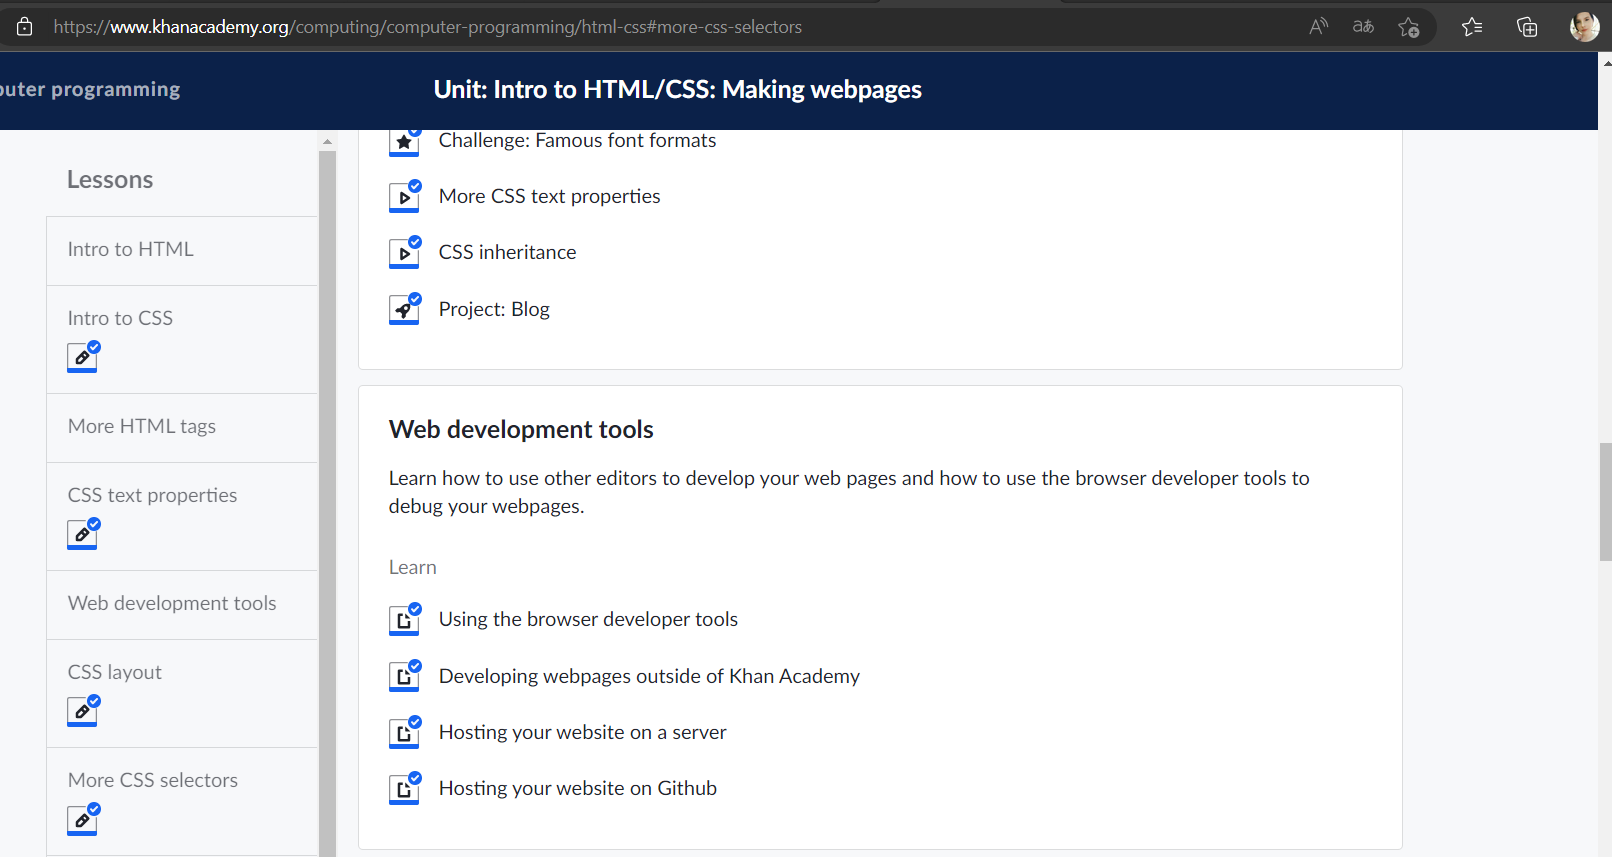 https://www.khanacademy.org/computing/computer-programming/html-css#more-css-selectors
puter programming
Unit: Intro to HTML/CSS: Making webpages
Lessons
Intro to HTML
Intro to CSS
More HTML tags
CSS text properties
Web development tools
CSS layout
More CSS selectors
Challenge: Famous font formats
More CSS text properties
CSS inheritance
Project: Blog
Web development tools
Learn how to use other editors to develop your web pages and how to use the browser developer tools to
debug your webpages.
Learn
Using the browser developer tools
Developing webpages outside of Khan Academy
Hosting your website on a server
Hosting your website on Github